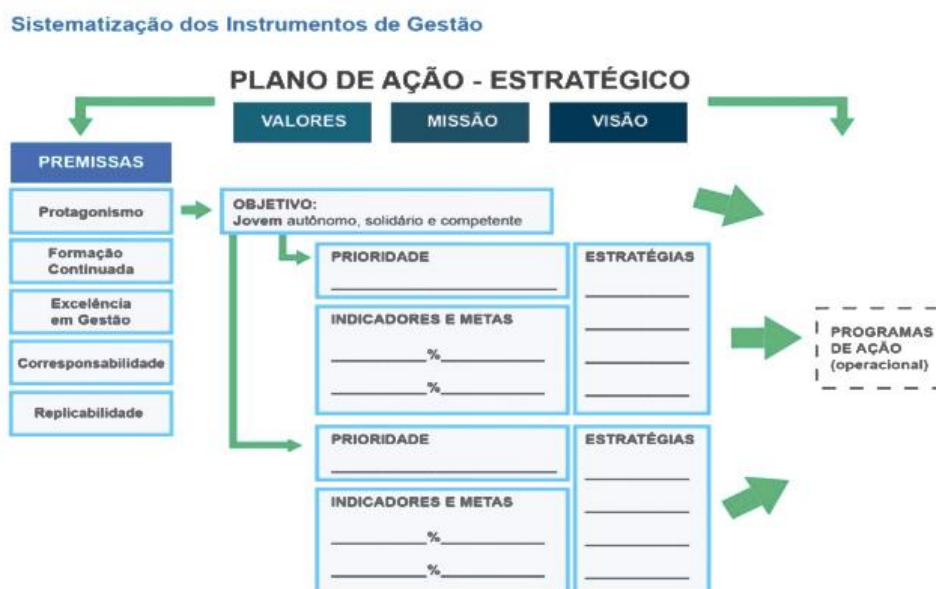 Sistematização dos Instrumentos de Gestão
PLANO DE AÇÃO - ESTRATÉGICO
VALORES
MISSÃO
VISÃO
PREMISSAS
Protagonismo
Formação
Continuada
Excelência
em Gestão
Corresponsabilidade
Replicabilidade
OBJETIVO:
Jovem autônomo, solidário e competente
PRIORIDADE
INDICADORES E METAS
%
%
ESTRATÉGIAS
PRIORIDADE
INDICADORES E METAS
%
%
ESTRATÉGIAS
PROGRAMAS
DE AÇÃO
(operacional)